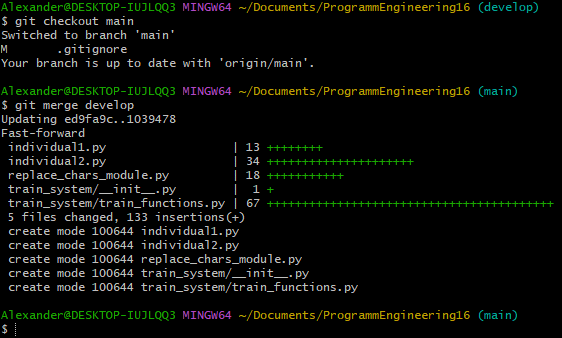 Alexander@DESKTOP-IUJLQQ3 MINGW64 ~/Documents/ProgrammEngineering16 (develop)
$ git checkout main
Switched to branch 'main'
M       .gitignore
Your branch is up to date with 'origin/main'.
Alexander@DESKTOP-IUJLQQ3 MINGW64 ~/Documents/ProgrammEngineering16 (main)
$ git merge develop
Updating ed9fa9c..1039478
Fast-forward
 individual1.py                  | 13 ++++++++
 individual2.py                  | 34 +++++++++++++++++++++
 replace_chars_module.py         | 18 +++++++++++
 train_system/__init__.py        |  1 +
 train_system/train_functions.py | 67 +++++++++++++++++++++++++++++++++++++++++
 5 files changed, 133 insertions(+)
 create mode 100644 individual1.py
 create mode 100644 individual2.py
 create mode 100644 replace_chars_module.py
 create mode 100644 train_system/__init__.py
 create mode 100644 train_system/train_functions.py
Alexander@DESKTOP-IUJLQQ3 MINGW64 ~/Documents/ProgrammEngineering16 (main)
$